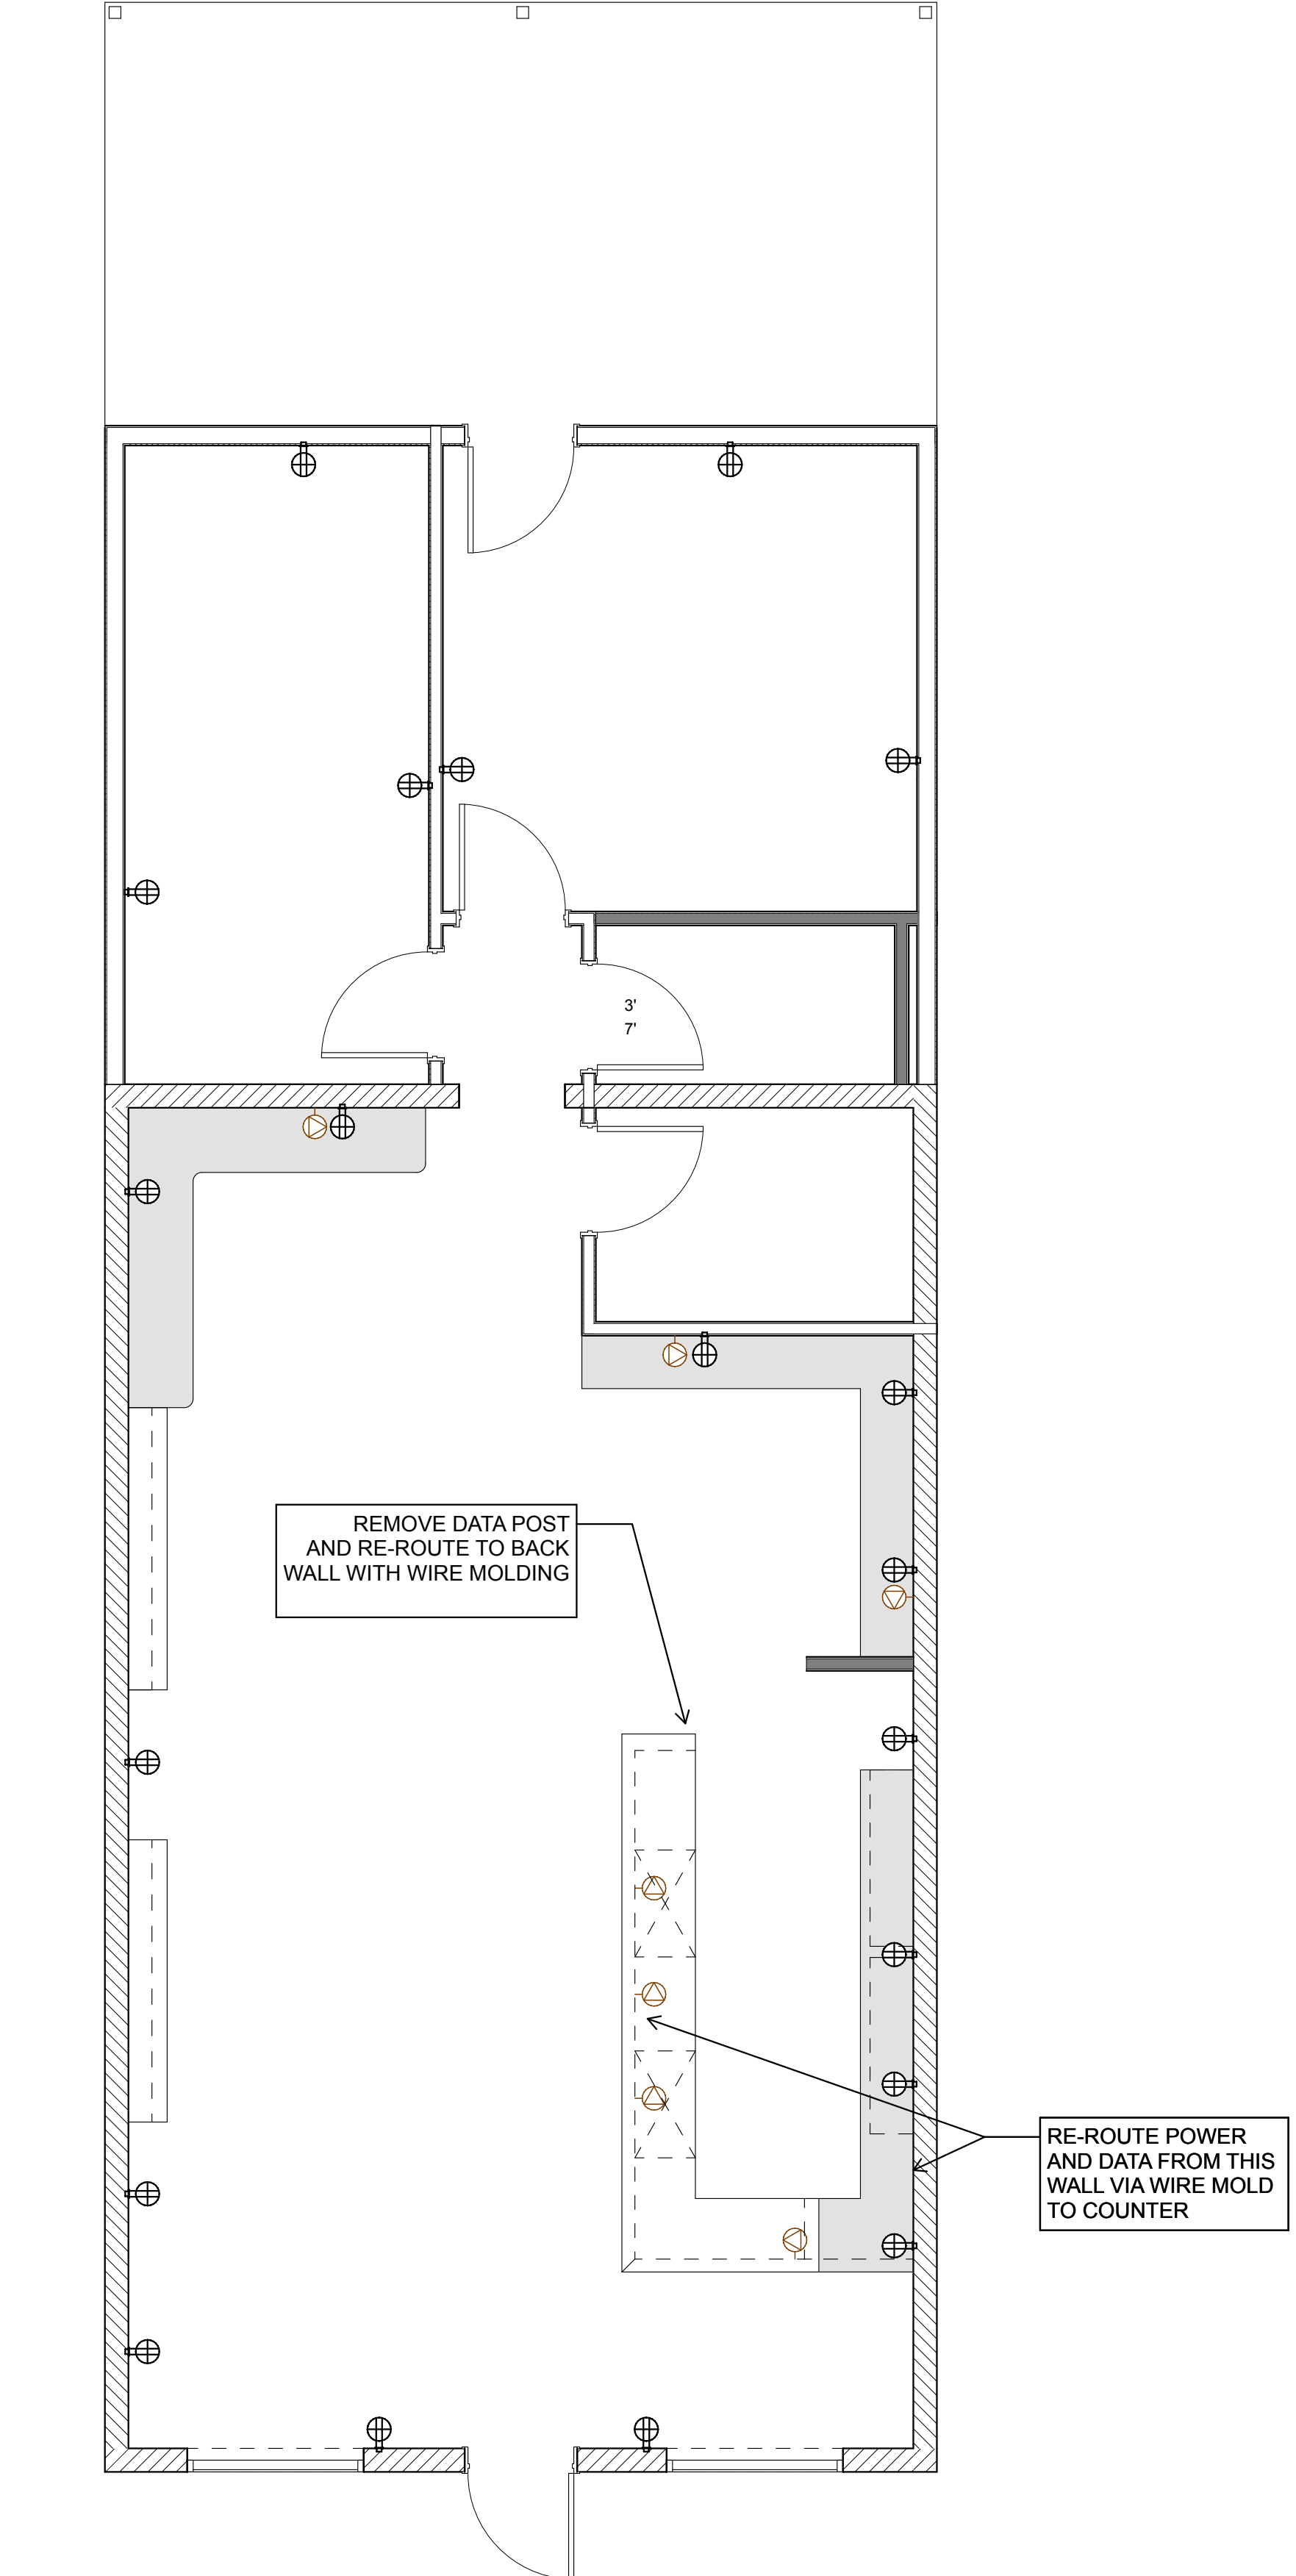 3'
7'
REMOVE DATA POST
AND RE-ROUTE TO BACK
WALL WITH WIRE MOLDING
RE-ROUTE POWER
AND DATA FROM THIS
WALL VIA WIRE MOLD
TO COUNTER